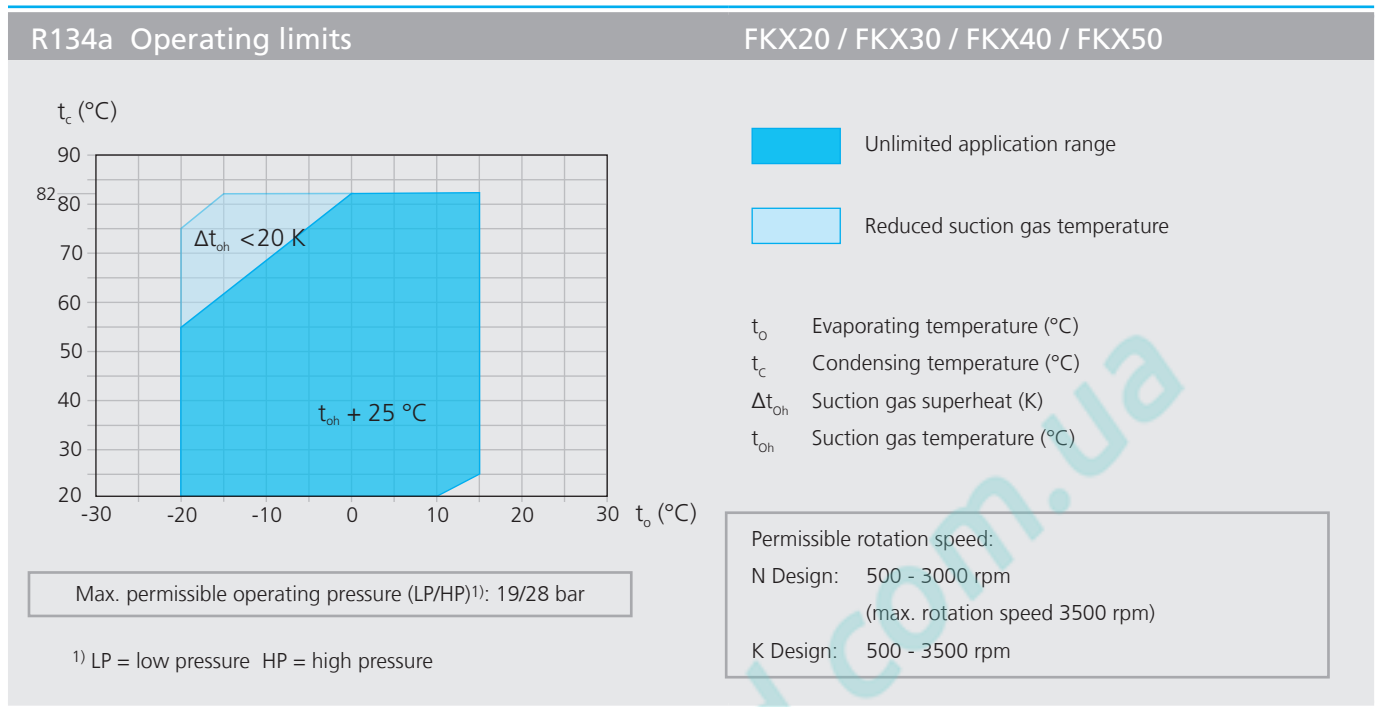 R134a Operating limits
FKX20 / FKX30 / FKX40 / FKX50
tc (°C)
90
82
80
70
60
50
40
30
20
-30 -20 -10 0 10 20 30 to (°C)
Δtoh <20 K
toh + 25 °C
Max. permissible operating pressure (LP/HP)1): 19/28 bar
1) LP = low pressure HP = high pressure
Unlimited application range
Reduced suction gas temperature
to Evaporating temperature (°C)
tc Condensing temperature (°C)
ΔtOh Suction gas superheat (K)
tOh Suction gas temperature (°C)
Permissible rotation speed:
N Design: 500 - 3000 rpm
(max. rotation speed 3500 rpm)
K Design: 500 - 3500 rpm
.com.ua